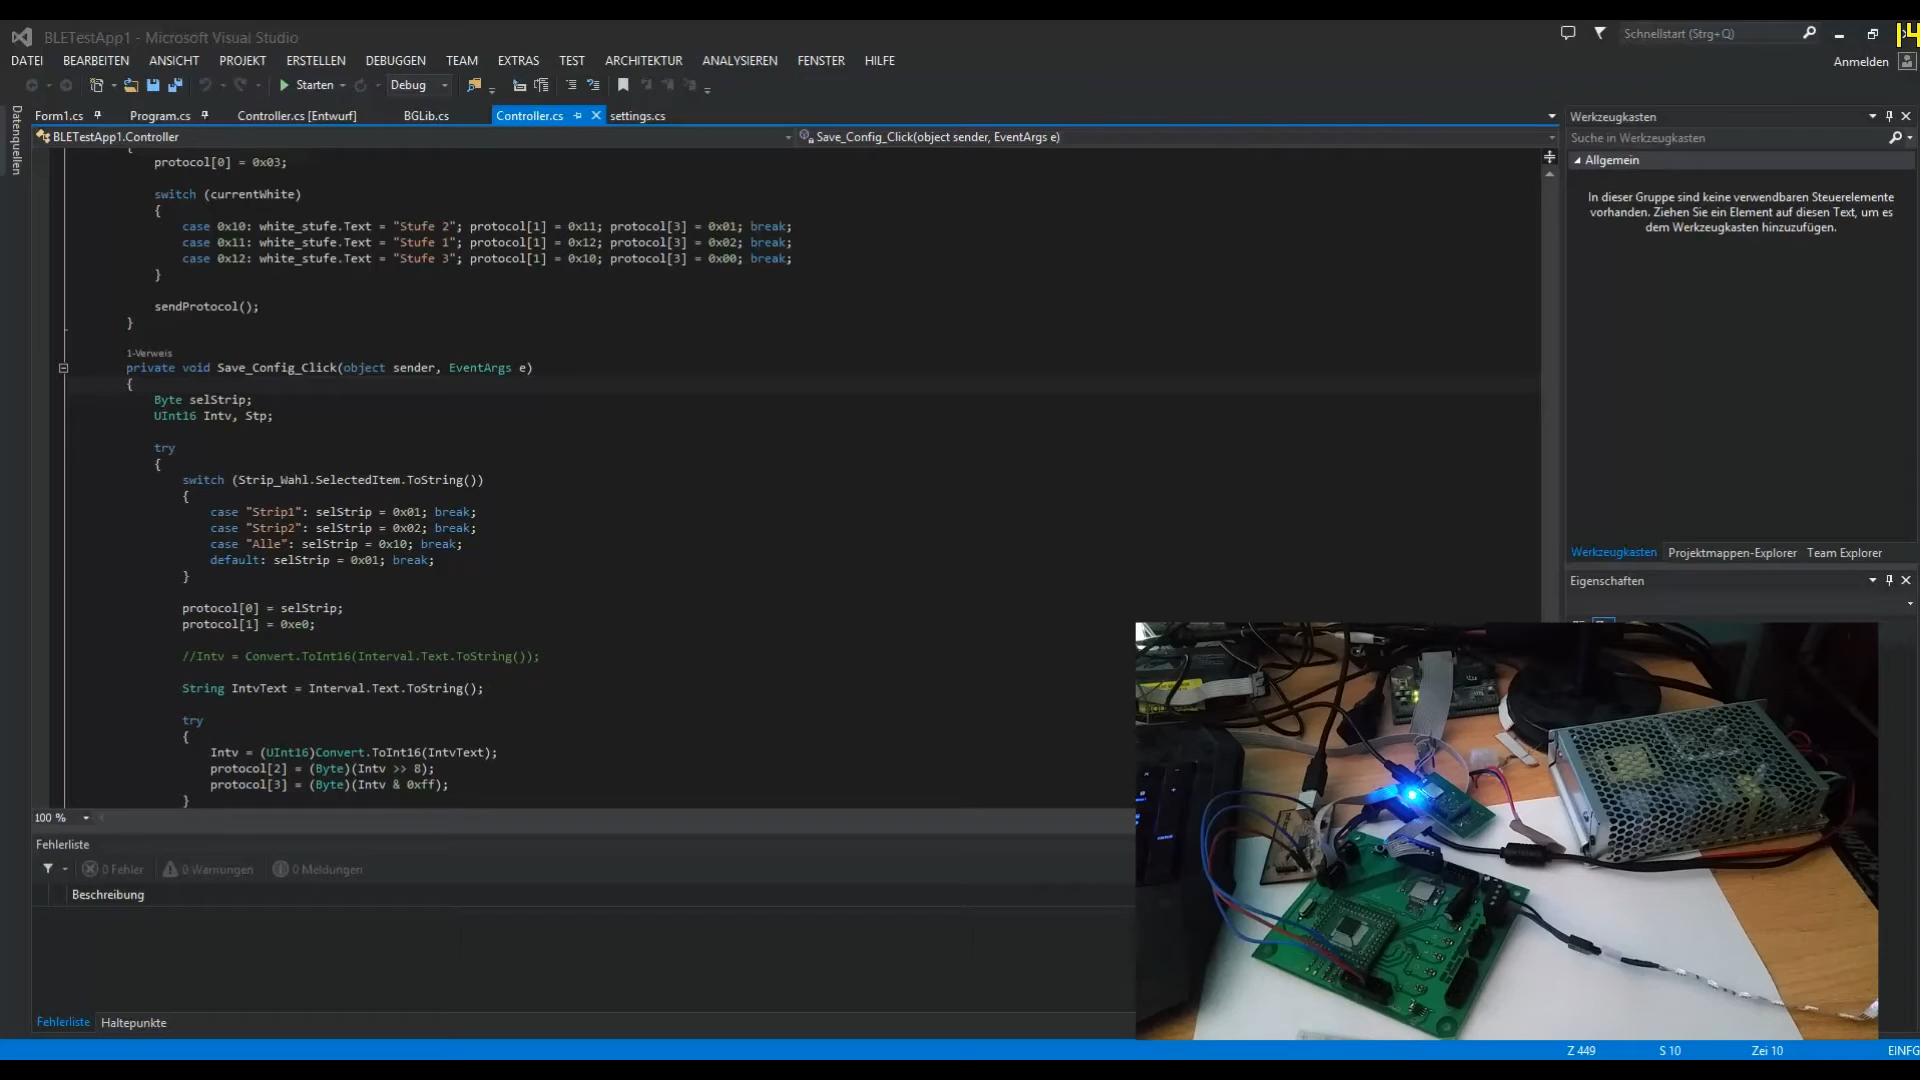 BLETestApp1 - Microsoft Visual Studio
Schnellstart (Strg+Q)
DATEI BEARBEITEN ANSICHT PROJEKT ERSTELLEN DEBUGGEN TEAM EXTRAS TEST ARCHITEKTUR ANALYSIEREN FENSTER HILFE
Anmelden
Starten Debug
Datenquellen
Form1.cs Program.cs Controller.cs [Entwurf] BGLib.cs Controller.cs settings.cs
BLETestApp1.Controller
Save_Config_Click(object sender, EventArgs e)
{
protocol[0] = 0x03;
switch (currentWhite)
{
case 0x10: white_stufe.Text = "Stufe 2"; protocol[1] = 0x11; protocol[3] = 0x01; break;
case 0x11: white_stufe.Text = "Stufe 1"; protocol[1] = 0x12; protocol[3] = 0x02; break;
case 0x12: white_stufe.Text = "Stufe 3"; protocol[1] = 0x10; protocol[3] = 0x00; break;
}
sendProtocol();
}
1-Verweis
private void Save_Config_Click(object sender, EventArgs e)
{
Byte selStrip;
UInt16 Intv, Stp;
try
{
switch (Strip_Wahl.SelectedItem.ToString())
{
case "Strip1": selStrip = 0x01; break;
case "Strip2": selStrip = 0x02; break;
case "Alle": selStrip = 0x10; break;
default: selStrip = 0x01; break;
}
protocol[0] = selStrip;
protocol[1] = 0xe0;
//Intv = Convert.ToInt16(Interval.Text.ToString());
String IntvText = Interval.Text.ToString();
try
{
Intv = (UInt16)Convert.ToInt16(IntvText);
protocol[2] = (Byte)(Intv >> 8);
protocol[3] = (Byte)(Intv & 0xff);
}
100 %
Fehlerliste
0 Fehler 0 Warnungen 0 Meldungen
Beschreibung
Fehlerliste Haltepunkte
Werkzeugkasten
Suche in Werkzeugkasten
Allgemein
In dieser Gruppe sind keine verwendbaren Steuerelemente
vorhanden. Ziehen Sie ein Element auf diesen Text, um es
dem Werkzeugkasten hinzuzufügen.
Werkzeugkasten Projektmappen-Explorer Team Explorer
Eigenschaften
Z 449 S 10 Zei 10 EINFG